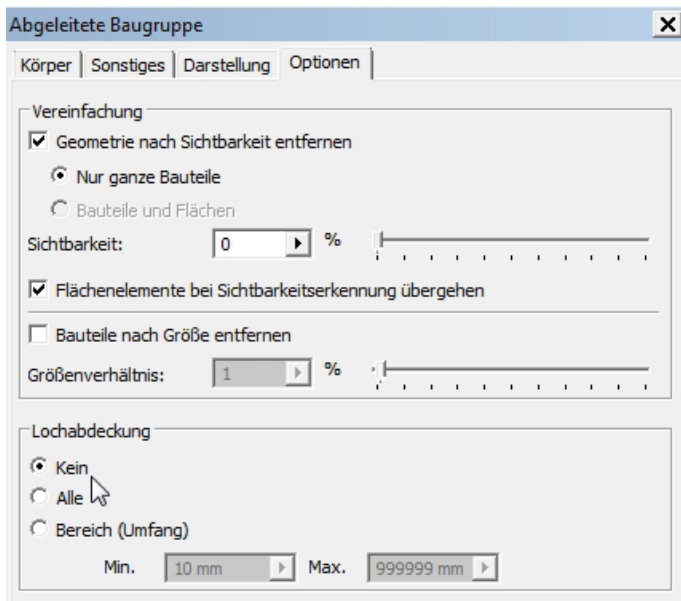 Abgeleitete Baugruppe
Körper Sonstiges Darstellung Optionen
Vereinfachung
Geometrie nach Sichtbarkeit entfernen
Nur ganze Bauteile
Bauteile und Flächen
Sichtbarkeit: 0 %
Flächenelemente bei Sichtbarkeitserkennung übergehen
Bauteile nach Größe entfernen
Größenverhältnis: 1 %
Lochabdeckung
Kein
Alle
Bereich (Umfang)
Min. 10 mm Max. 999999 mm